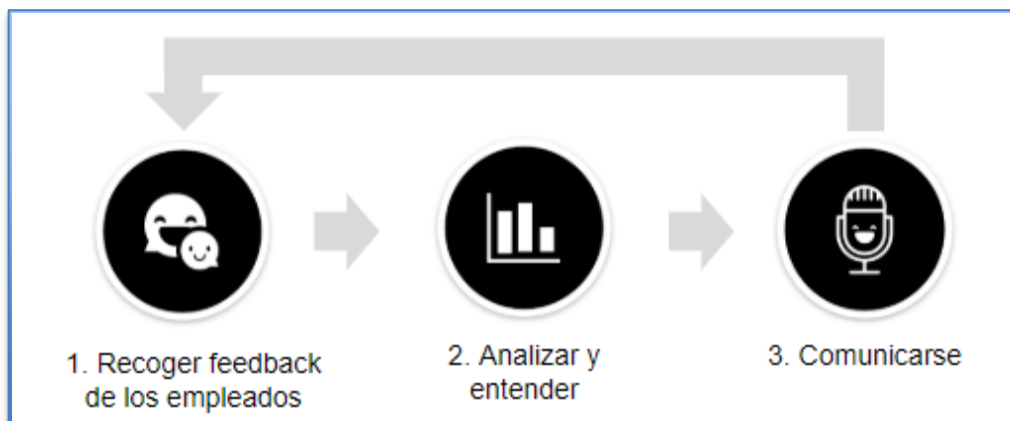 1. Recoger feedback
de los empleados
2. Analizar y
entender
3. Comunicarse